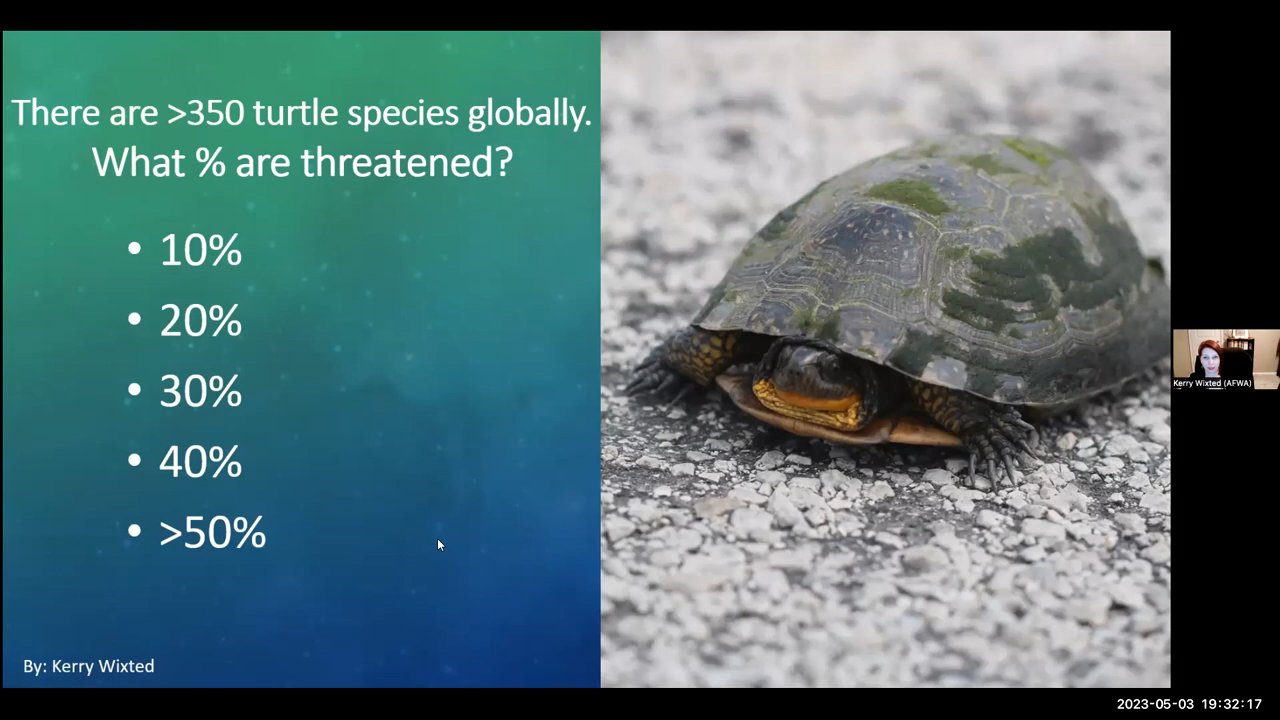 There are >350 turtle species globally.
What % are threatened?
• 10%
• 20%
• 30%
• 40%
• >50%
By: Kerry Wixted
Kerry Wixted (AFWA)
2023-05-03 19:32:17